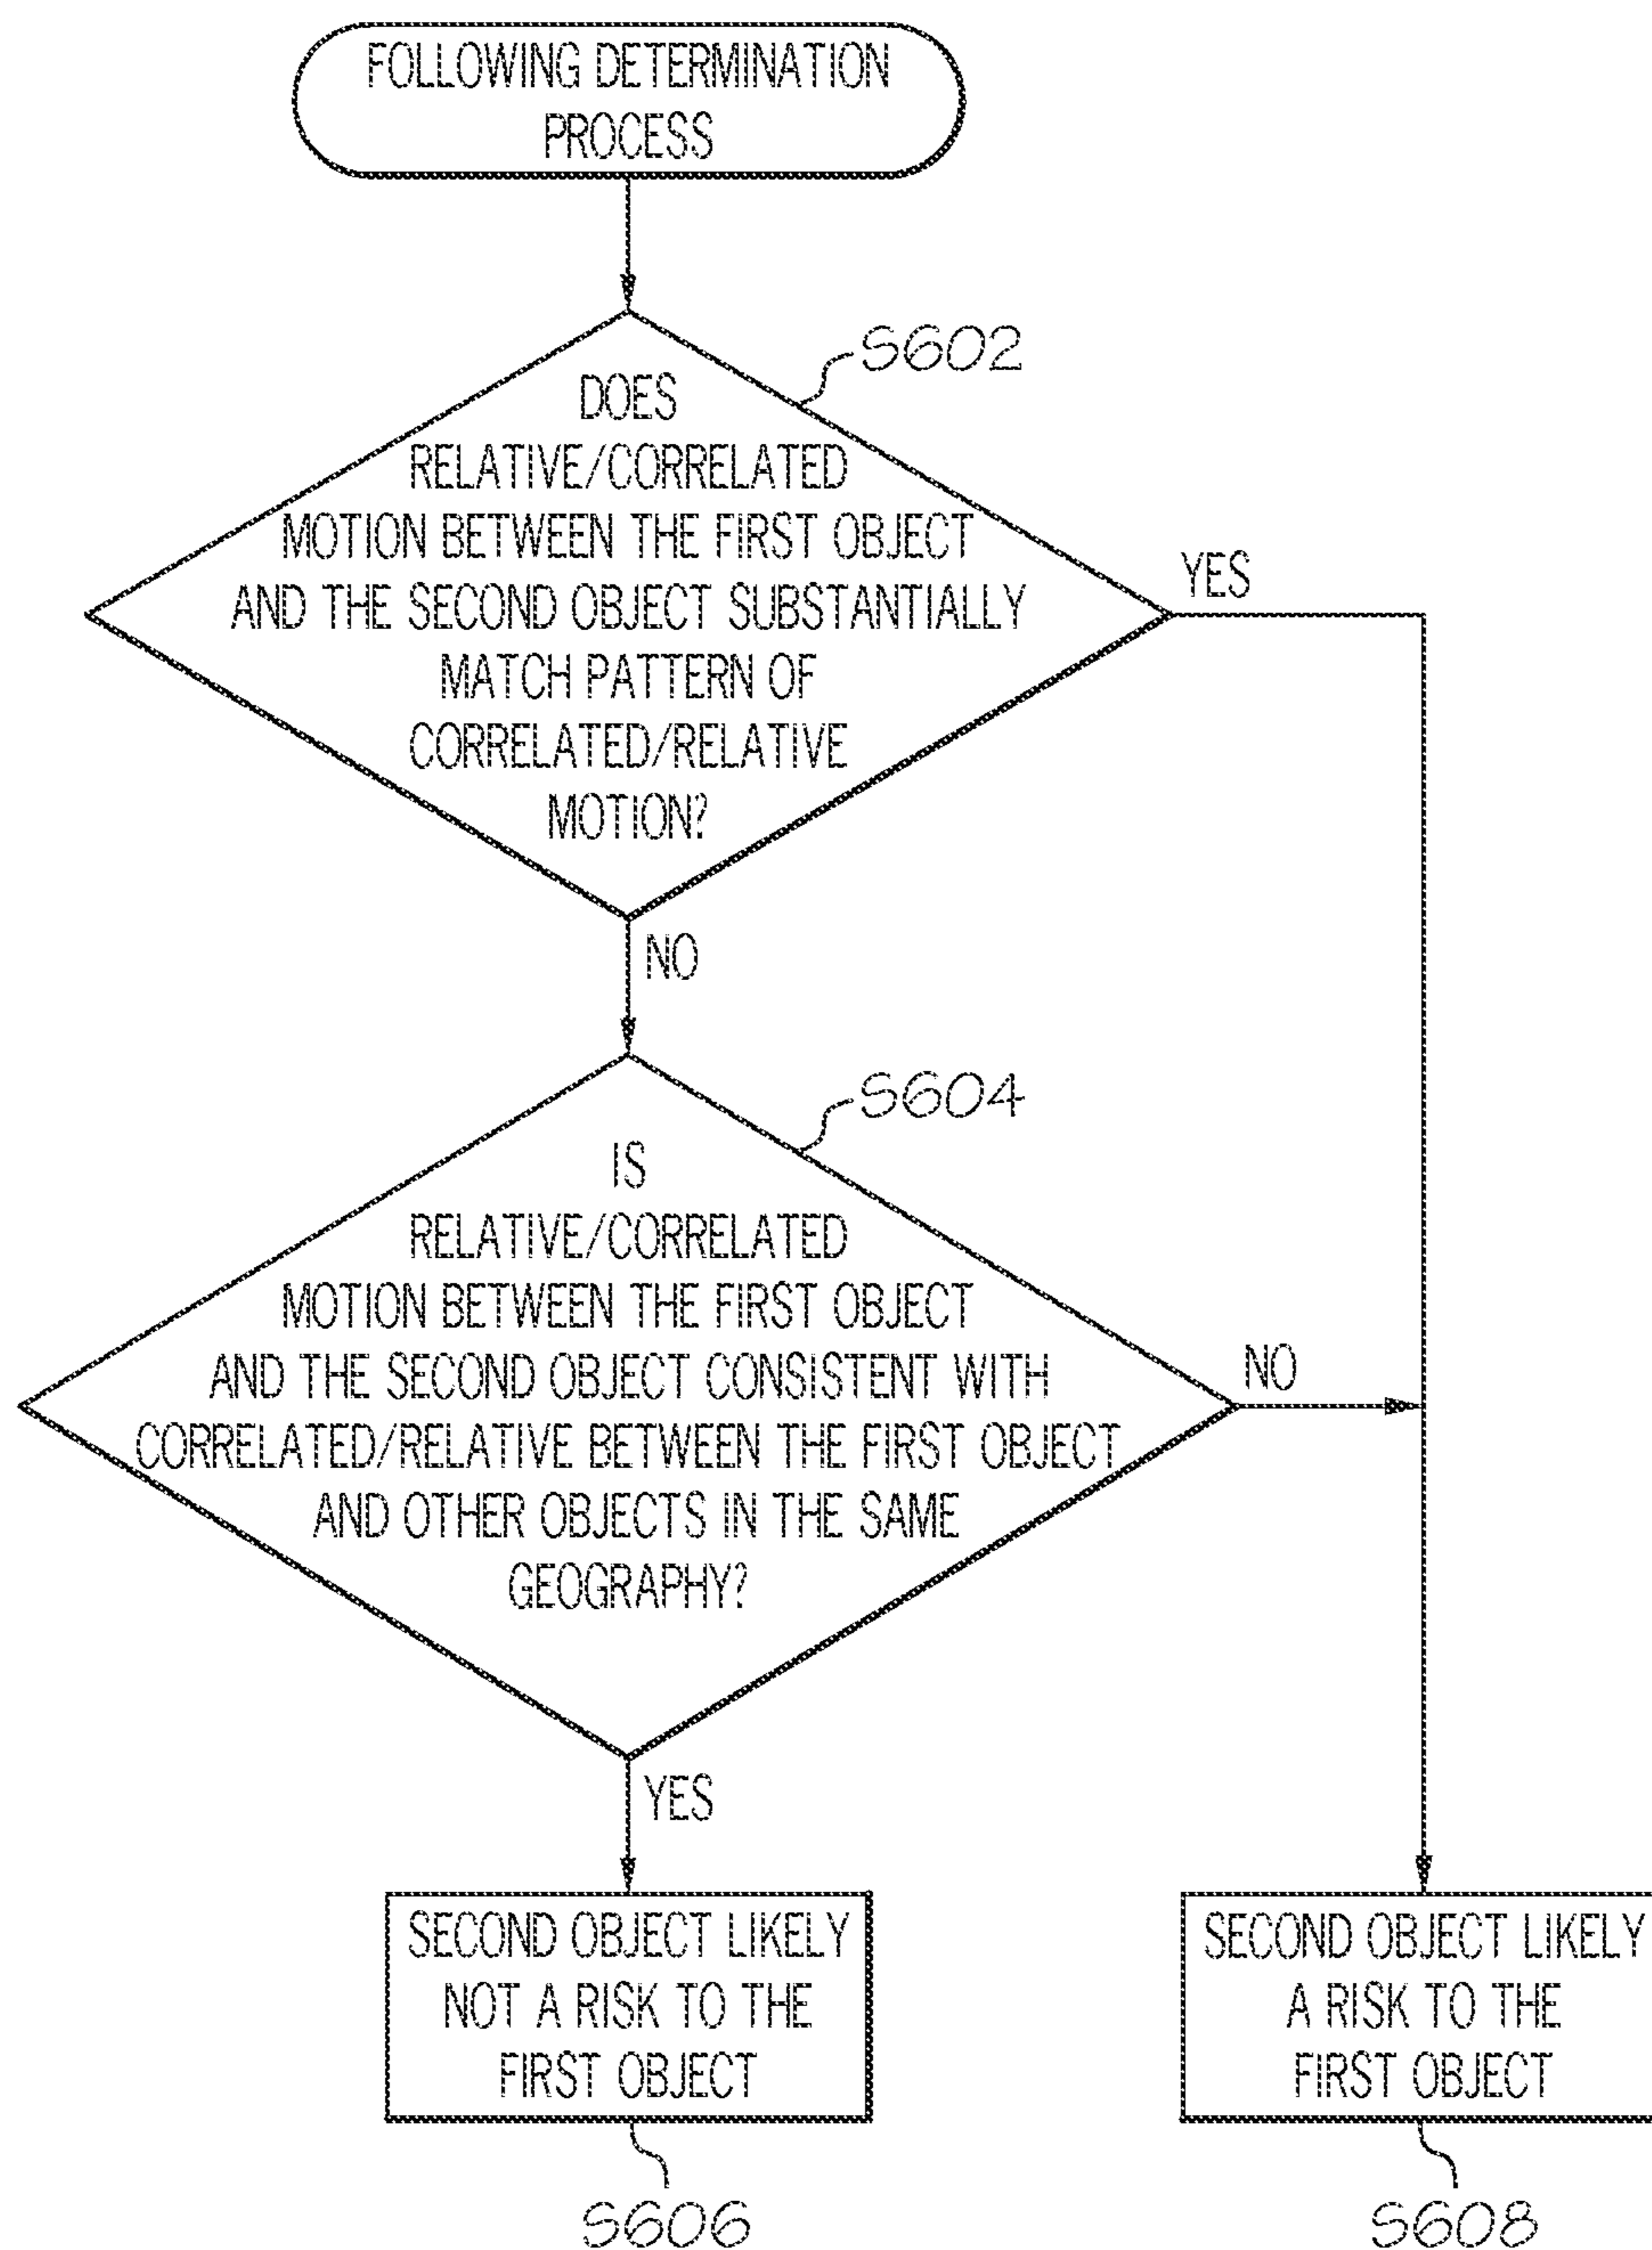 FOLLOWING DETERMINATION
PROCESS
S602
DOES
RELATIVE/CORRELATED
MOTION BETWEEN THE FIRST OBJECT
AND THE SECOND OBJECT SUBSTANTIALLY
MATCH PATTERN OF
CORRELATED/RELATIVE
MOTION?
YES
NO
S604
IS
RELATIVE/CORRELATED
MOTION BETWEEN THE FIRST OBJECT
AND THE SECOND OBJECT CONSISTENT WITH
CORRELATED/RELATIVE BETWEEN THE FIRST OBJECT
AND OTHER OBJECTS IN THE SAME
GEOGRAPHY?
NO
YES
SECOND OBJECT LIKELY
NOT A RISK TO THE
FIRST OBJECT
S606
SECOND OBJECT LIKELY
A RISK TO THE
FIRST OBJECT
S608